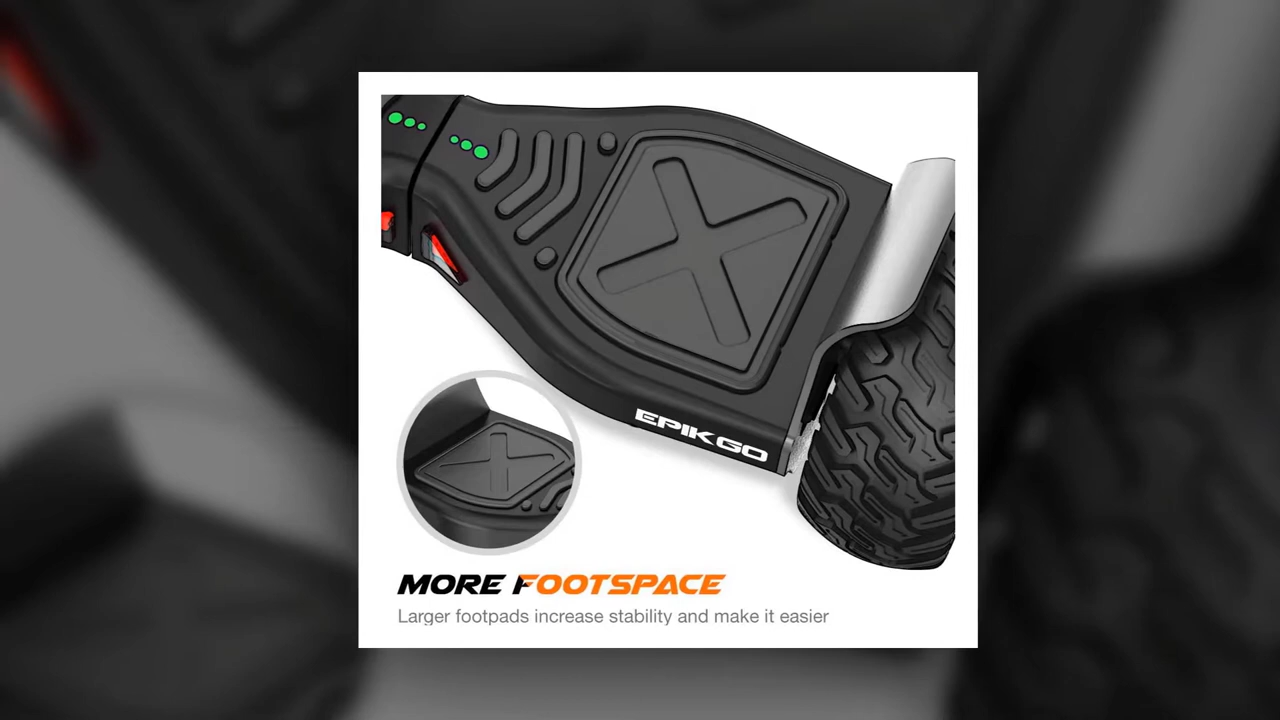 EPIKGO
MORE FOOTSPACE
Larger footpads increase stability and make it easier